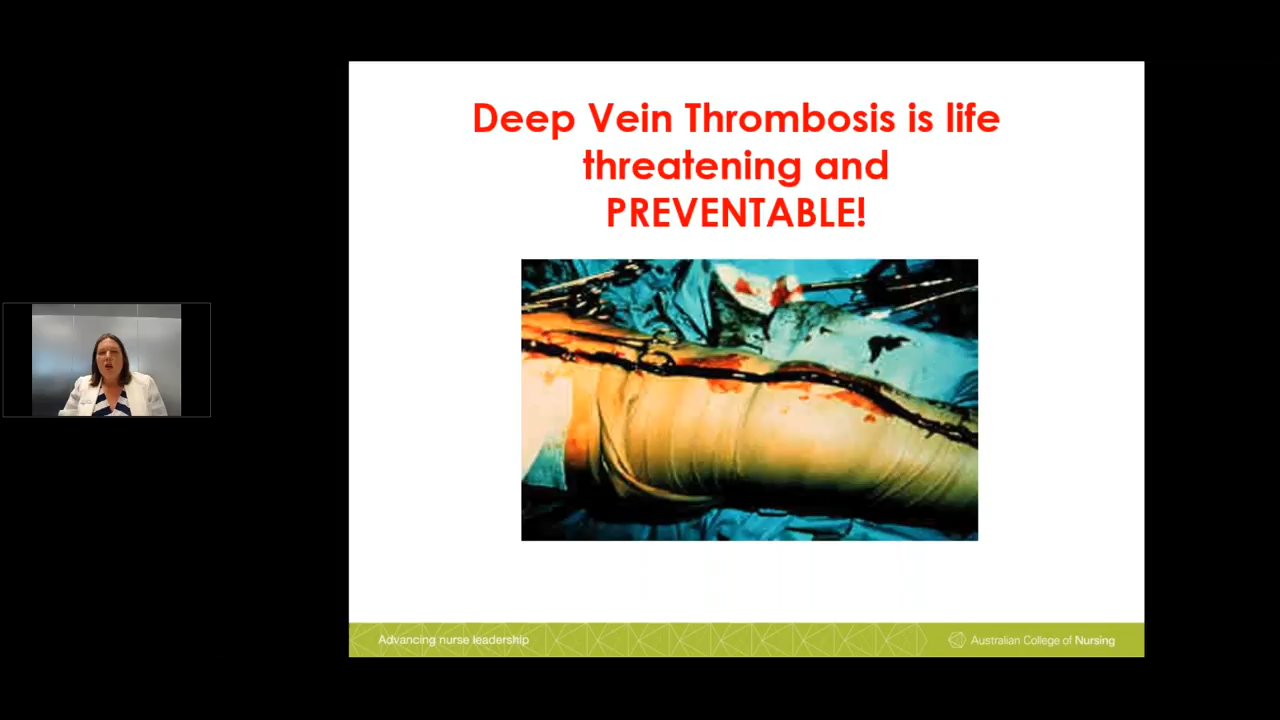 Deep Vein Thrombosis is life
threatening and
PREVENTABLE!
Advancing nurse leadership
Australian College of Nursing